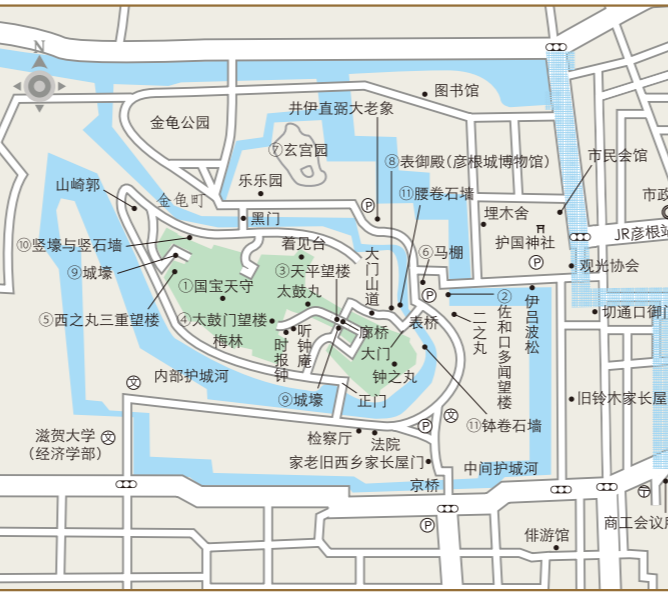 N
图书馆
金龟公园
井伊直弼大老象
⑦玄宫园
⑧表御殿(彦根城博物馆)
市民会馆
乐乐园
⑪腰卷石墙
山崎郭
金龟町
P
市政
黑门
埋木舍
JR彦根站
⑩竖壕与竖石墙
着见台
大门山道
⑥马棚
护国神社
P
⑨城壕
③天平望楼
观光协会
①国宝天守
太鼓丸
P
②佐和口多闻望楼
伊吕波松
切通口御门
⑤西之丸三重望楼
④太鼓门望楼
表桥
二之丸
梅林
时报钟
听钟庵
廊桥
大门
钟之丸
内部护城河
文
⑨城壕
正门
旧铃木家长屋
文
⑪钵卷石墙
P
滋贺大学
文
(经济学部)
检察厅
法院
家老旧西乡家长屋门
中间护城河
京桥
P
俳游馆
商工会议所